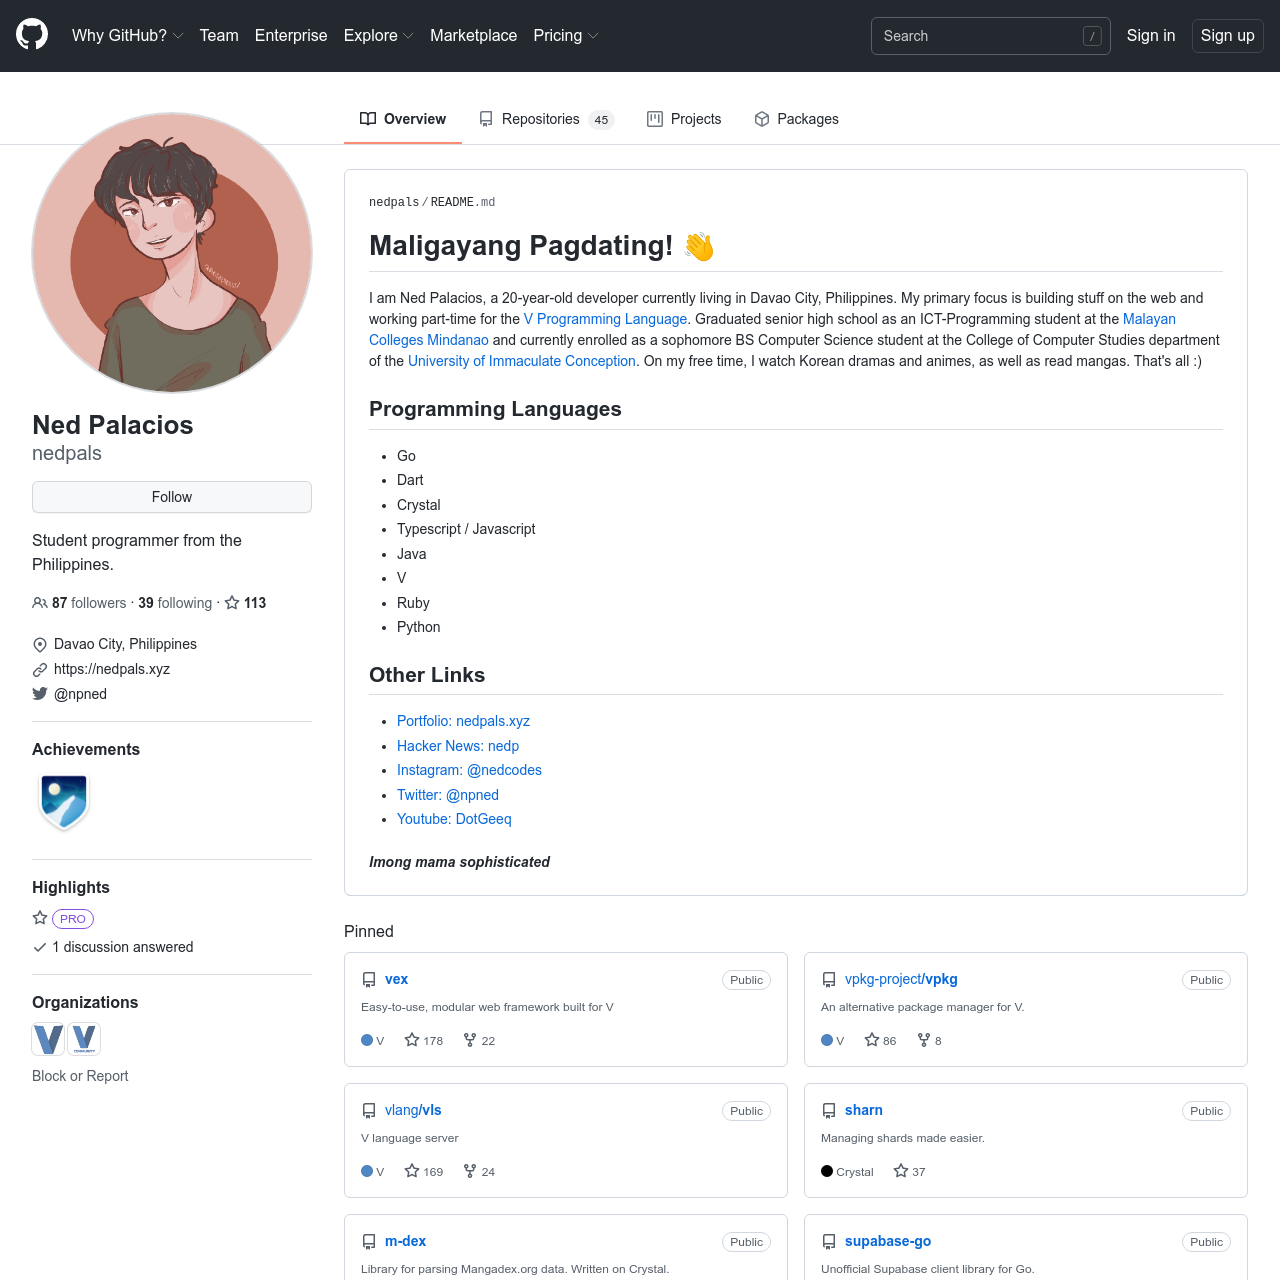 Why GitHub? Team Enterprise Explore Marketplace Pricing Search / Sign in Sign up
Overview Repositories 45 Projects Packages
Ned Palacios
nedpals
Follow
Student programmer from the
Philippines.
87 followers · 39 following · 113
Davao City, Philippines
https://nedpals.xyz
@npned
Achievements
Highlights
PRO
1 discussion answered
Organizations
Block or Report
nedpals / README.md
Maligayang Pagdating! 👋
I am Ned Palacios, a 20-year-old developer currently living in Davao City, Philippines. My primary focus is building stuff on the web and
working part-time for the V Programming Language. Graduated senior high school as an ICT-Programming student at the Malayan
Colleges Mindanao and currently enrolled as a sophomore BS Computer Science student at the College of Computer Studies department
of the University of Immaculate Conception. On my free time, I watch Korean dramas and animes, as well as read mangas. That's all :)
Programming Languages
• Go
• Dart
• Crystal
• Typescript / Javascript
• Java
• V
• Ruby
• Python
Other Links
• Portfolio: nedpals.xyz
• Hacker News: nedp
• Instagram: @nedcodes
• Twitter: @npned
• Youtube: DotGeeq
Imong mama sophisticated
Pinned
vex Public
Easy-to-use, modular web framework built for V
V 178 22
vpkg-project/vpkg Public
An alternative package manager for V.
V 86 8
vlang/vls Public
V language server
V 169 24
sharn Public
Managing shards made easier.
Crystal 37
m-dex Public
Library for parsing Mangadex.org data. Written on Crystal.
supabase-go Public
Unofficial Supabase client library for Go.